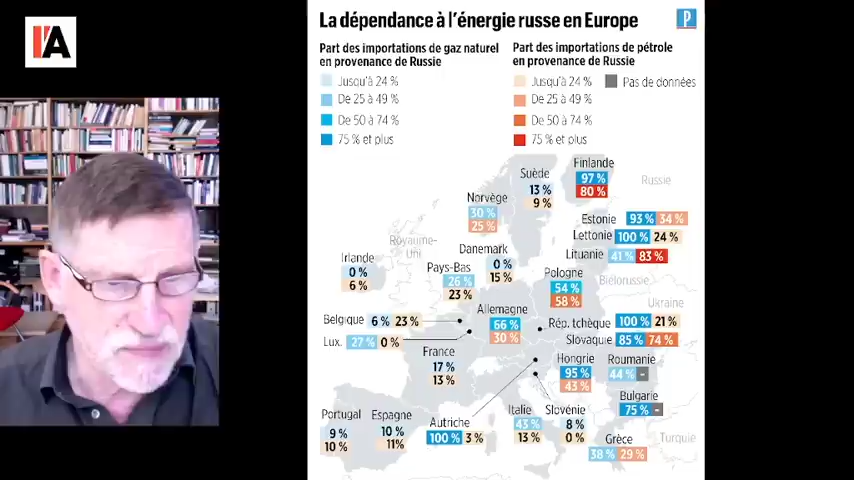 IA
La dépendance à l'énergie russe en Europe
P
Part des importations de gaz naturel
en provenance de Russie
Jusqu'à 24 %
De 25 à 49 %
De 50 à 74 %
75 % et plus
Part des importations de pétrole
en provenance de Russie
Jusqu'à 24 %
Pas de données
De 25 à 49 %
De 50 à 74 %
75 % et plus
Finlande
97 %
80 %
Suède
13 %
9 %
Russie
Norvège
30 %
25 %
Estonie 93 % 34 %
Lettonie 100 % 24 %
Lituanie 41 % 83 %
Royaume-
Uni
Irlande
0 %
6 %
Danemark
0 %
15 %
Pays-Bas
26 %
23 %
Pologne
54 %
58 %
Biélorussie
Ukraine
Allemagne
66 %
30 %
Belgique 6 % 23 %
Lux. 27 % 0 %
Rép. tchèque 100 % 21 %
Slovaquie 85 % 74 %
France
17 %
13 %
Hongrie
95 %
43 %
Roumanie
44 % -
Bulgarie
75 % -
Portugal
9 %
10 %
Espagne
10 %
11%
Autriche
100 % 3 %
Italie
43 %
13 %
Slovénie
8 %
0 %
Grèce
38 % 29 %
Turquie